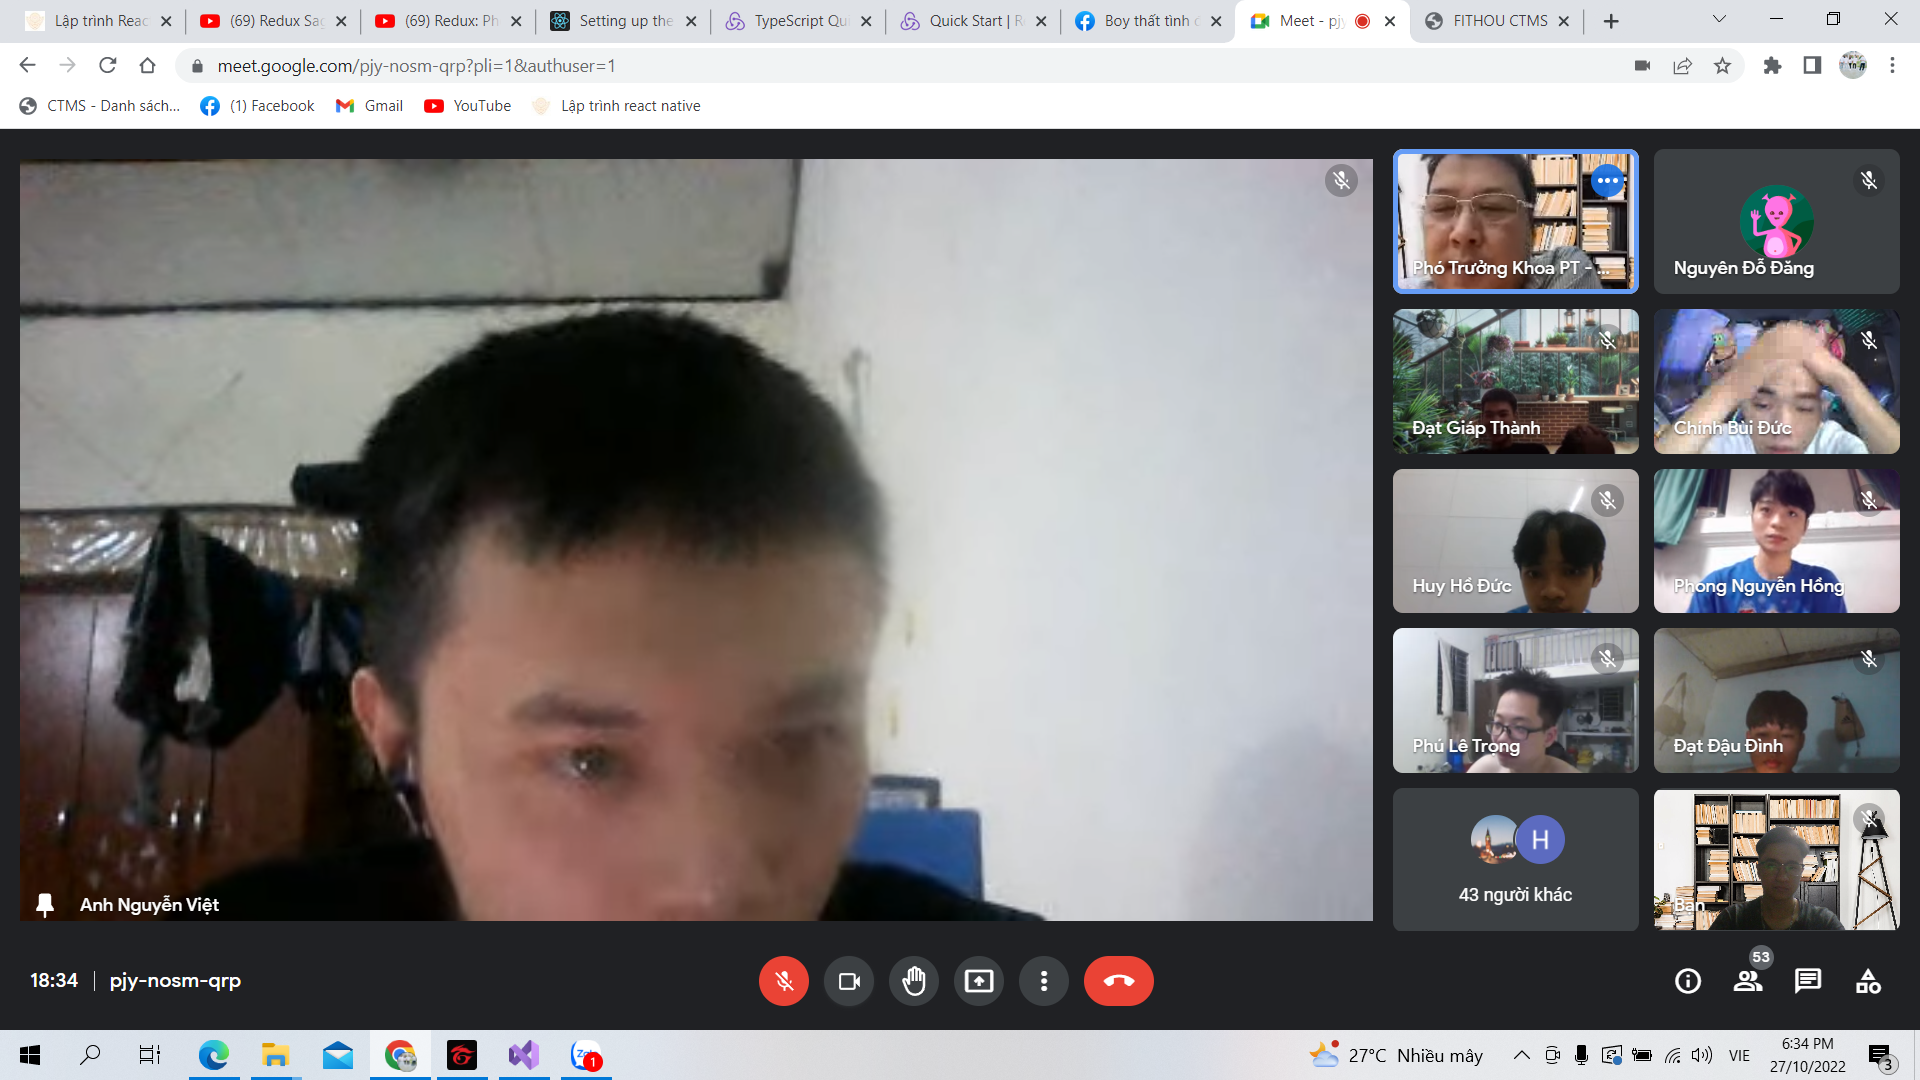 Lập trình Reac
(69) Redux Sag
(69) Redux: Ph
Setting up the
TypeScript Qui
Quick Start | R
Boy thất tình
Meet - pjy
FITHOU CTMS
meet.google.com/pjy-nosm-qrp?pli=1&authuser=1
CTMS - Danh sách...
(1) Facebook
Gmail
YouTube
Lập trình react native
Phó Trưởng Khoa PT - ...
Nguyên Đỗ Đăng
Đạt Giáp Thành
Chính Bùi Đức
Huy Hồ Đức
Phong Nguyễn Hồng
Phú Lê Trọng
Đạt Đậu Đình
H
43 người khác
Bạn
Anh Nguyễn Việt
18:34
pjy-nosm-qrp
53
1
27°C Nhiều mây
VIE
6:34 PM
27/10/2022
3